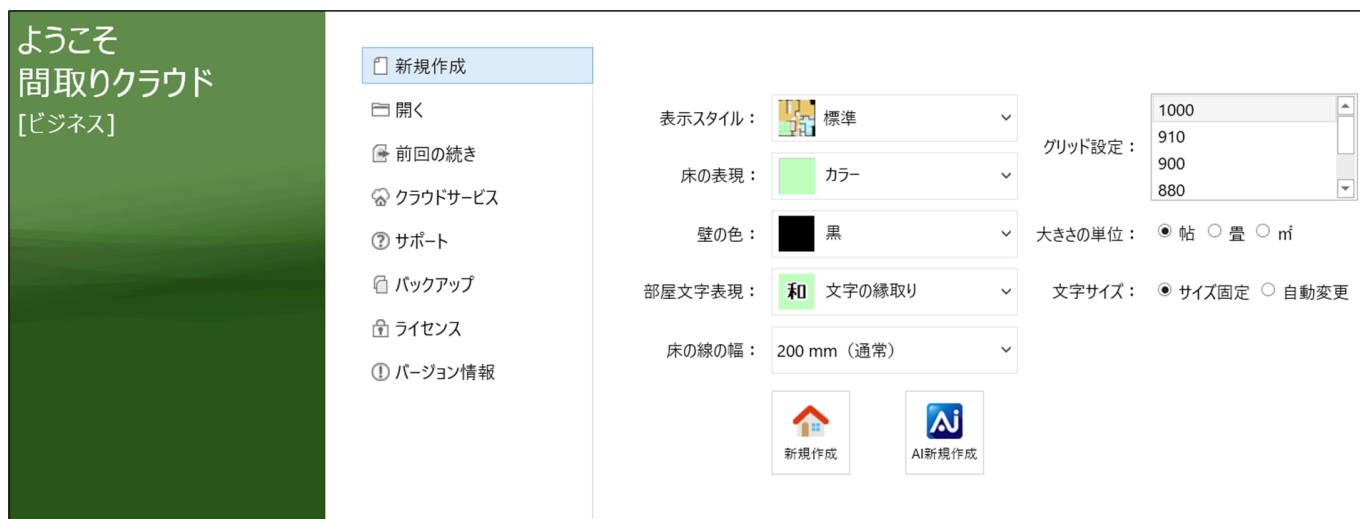 ようこそ
間取りクラウド
[ビジネス]
新規作成
開く
前回の続き
クラウドサービス
サポート
バックアップ
ライセンス
バージョン情報
表示スタイル： 標準
床の表現： カラー
壁の色： 黒
部屋文字表現： 和 文字の縁取り
床の線の幅： 200 mm（通常）
グリッド設定：
1000
910
900
880
大きさの単位： 帖 畳 ㎡
文字サイズ： サイズ固定 自動変更
新規作成
Ai
AI新規作成